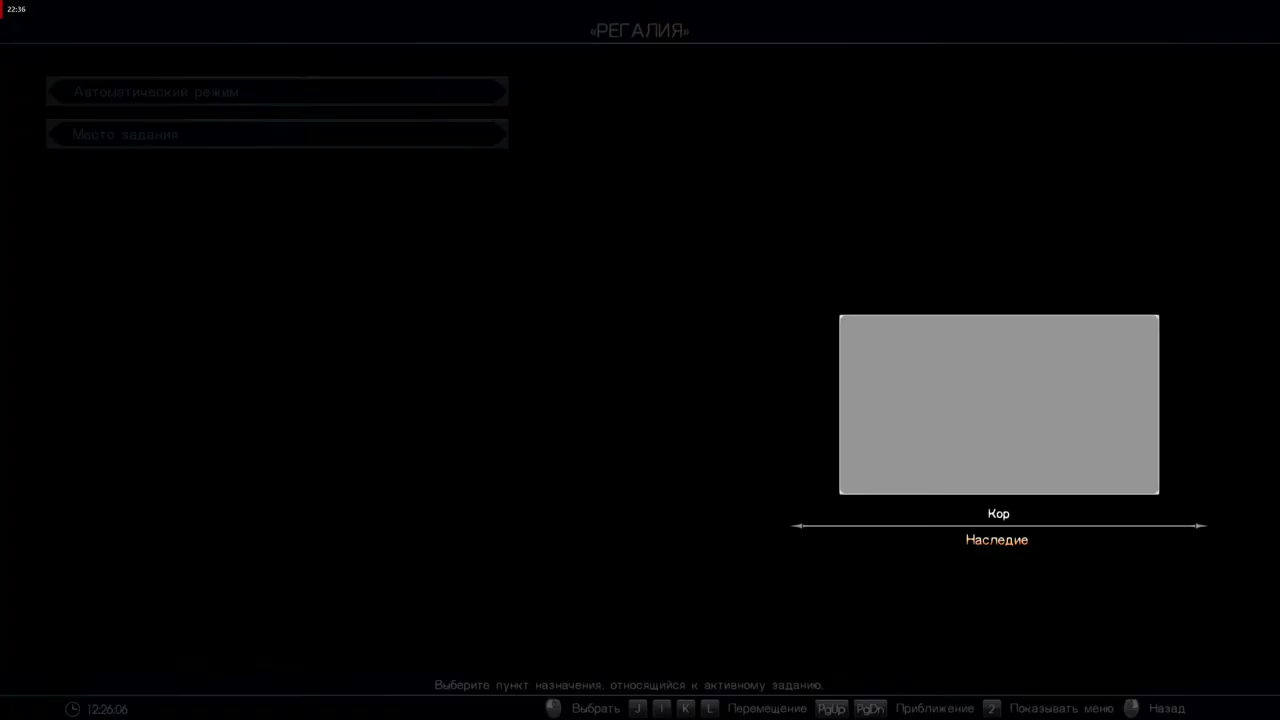 22:36
«РЕГАЛИЯ»
Автоматический режим
Место задания
Кор
Наследие
Выберите пункт назначения, относящийся к активному заданию.
12:26:06 Выбрать J I K L Перемещение PgUp PgDn Приближение 2 Показывать меню Назад